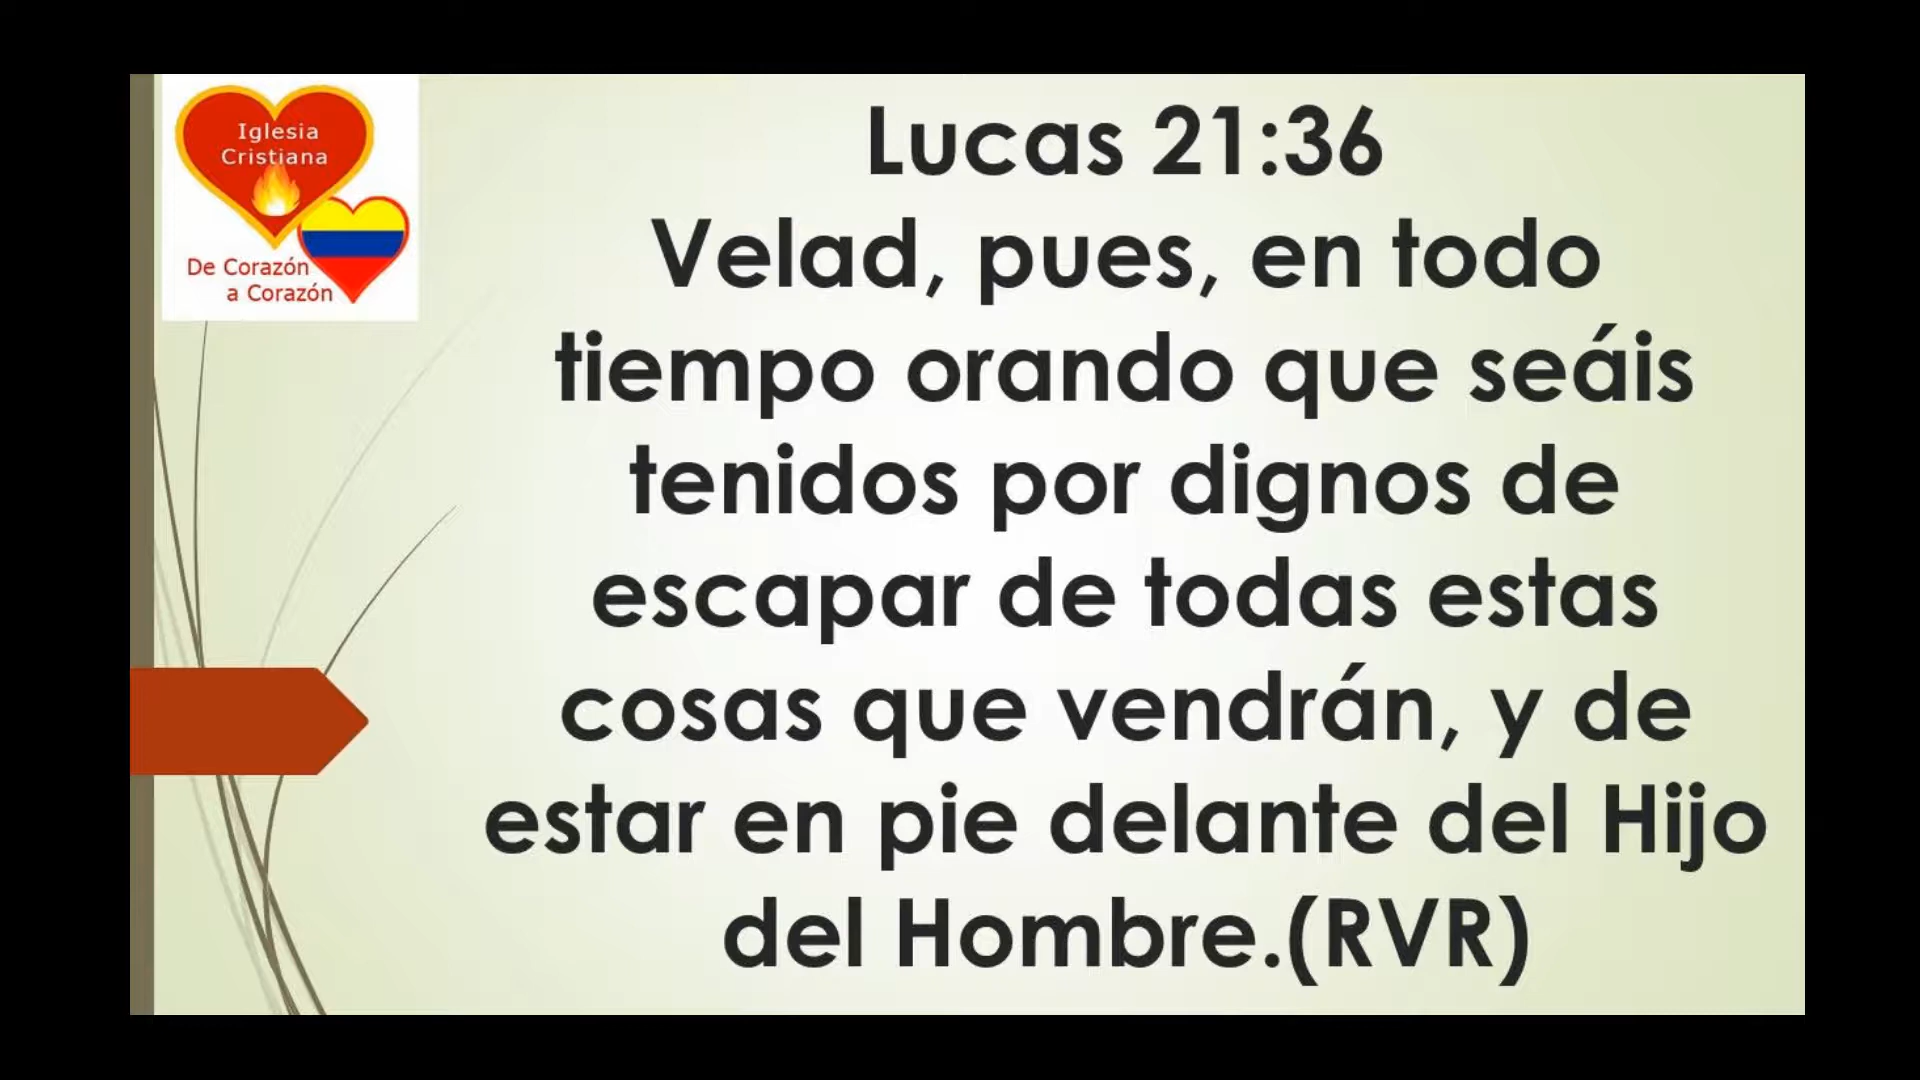 Iglesia
Cristiana
De Corazón
a Corazón
Lucas 21:36
Velad, pues, en todo
tiempo orando que seáis
tenidos por dignos de
escapar de todas estas
cosas que vendrán, y de
estar en pie delante del Hijo
del Hombre.(RVR)